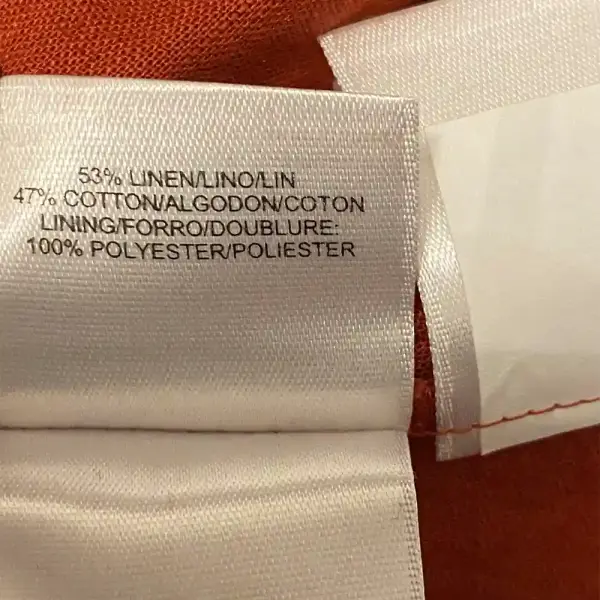 53% LINEN/LINO/LIN
47% COTTON/ALGODON/COTON
LINING/FORRO/DOUBLURE:
100% POLYESTER/POLIESTER